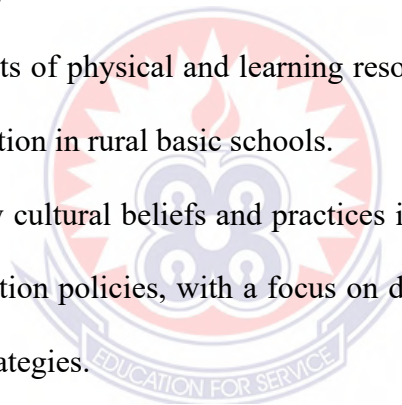 ts of physical and learning reso
tion in rural basic schools.
cultural beliefs and practices i
tion policies, with a focus on d
ategies.
EDUCATION FOR SERVICE